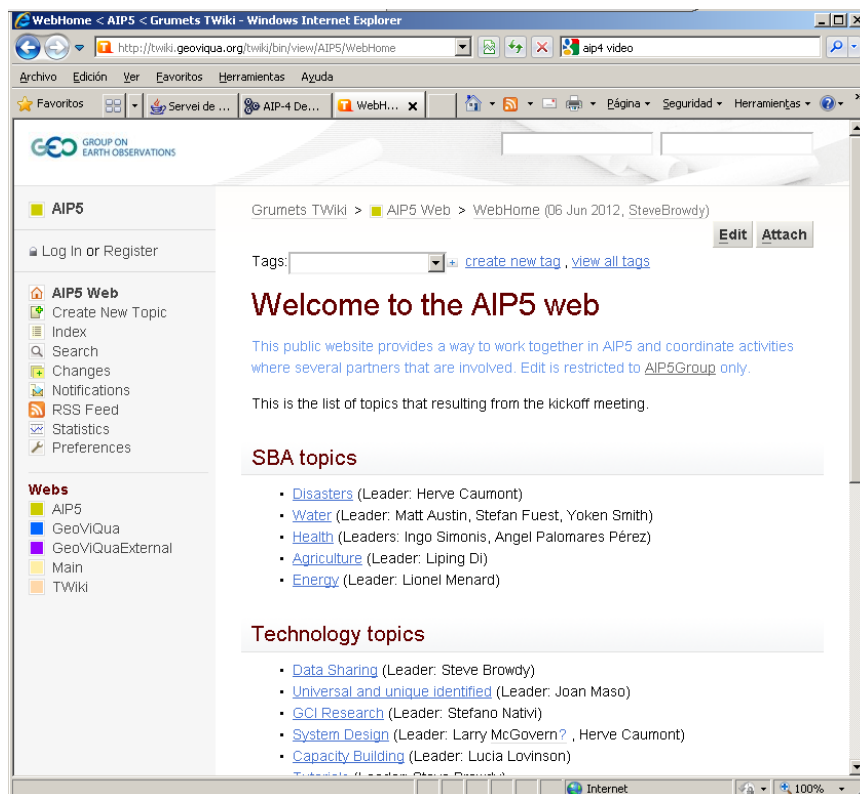 WebHome < AIP5 < Grumets TWiki - Windows Internet Explorer
http://twiki.geoviqua.org/twiki/bin/view/AIP5/WebHome
aip4 video
Archivo Edición Ver Favoritos Herramientas Ayuda
Favoritos Servei de ... AIP-4 De... WebH... Página Seguridad Herramientas
GEO GROUP ON
EARTH OBSERVATIONS
AIP5
Log In or Register
AIP5 Web
Create New Topic
Index
Search
Changes
Notifications
RSS Feed
Statistics
Preferences
Webs
AIP5
GeoViQua
GeoViQuaExternal
Main
TWiki
Grumets TWiki > AIP5 Web > WebHome (06 Jun 2012, SteveBrowdy)
Edit Attach
Tags: create new tag , view all tags
Welcome to the AIP5 web
This public website provides a way to work together in AIP5 and coordinate activities
where several partners that are involved. Edit is restricted to AIP5Group only.
This is the list of topics that resulting from the kickoff meeting.
SBA topics
• Disasters (Leader: Herve Caumont)
• Water (Leader: Matt Austin, Stefan Fuest, Yoken Smith)
• Health (Leaders: Ingo Simonis, Angel Palomares Pérez)
• Agriculture (Leader: Liping Di)
• Energy (Leader: Lionel Menard)
Technology topics
• Data Sharing (Leader: Steve Browdy)
• Universal and unique identified (Leader: Joan Maso)
• GCI Research (Leader: Stefano Nativi)
• System Design (Leader: Larry McGovern? , Herve Caumont)
• Capacity Building (Leader: Lucia Lovinson)
• Tutorials (Leader: Steve Browdy)
Internet 100%